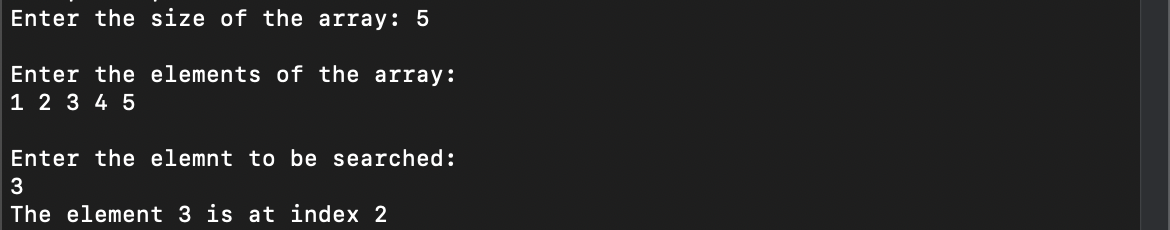 Enter the size of the array: 5
Enter the elements of the array:
1 2 3 4 5
Enter the elemnt to be searched:
3
The element 3 is at index 2